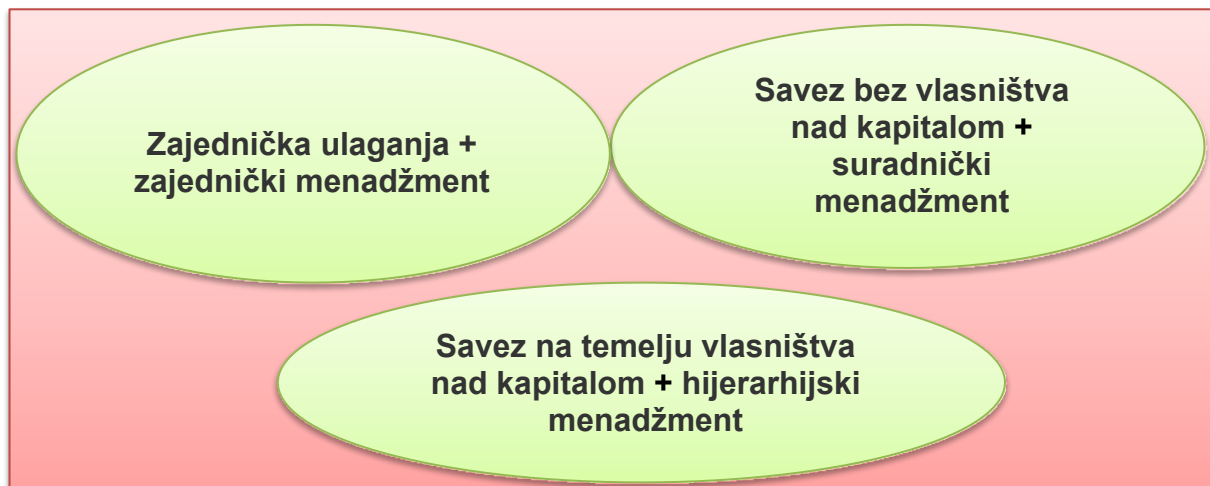 Zajednička ulaganja +
zajednički menadžment
Savez bez vlasništva
nad kapitalom +
suradnički
menadžment
Savez na temelju vlasništva
nad kapitalom + hijerarhijski
menadžment